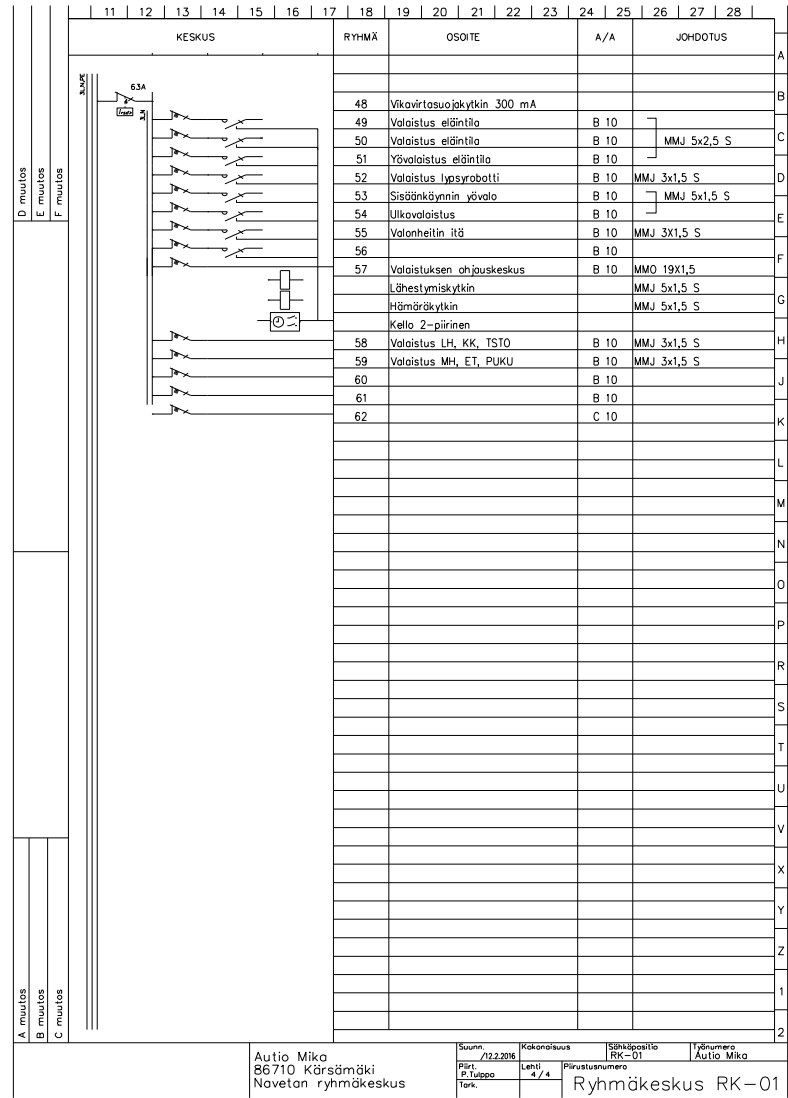 11 12 13 14 15 16 17 18 19 20 21 22 23 24 25 26 27 28
KESKUS RYHMÄ OSOITE A/A JOHDOTUS
A
3L,N,PE
63A
3L,N
B
48 Vikavirtasuojakytkin 300 mA
49 Valaistus eläintila B 10
C
50 Valaistus eläintila B 10 MMJ 5x2,5 S
51 Yövalaistus eläintila B 10
52 Valaistus lypsyrobotti B 10 MMJ 3x1,5 S
D
53 Sisäänkäynnin yövalo B 10 MMJ 5x1,5 S
54 Ulkovalaistus B 10
E
55 Valonheitin itä B 10 MMJ 3X1,5 S
56 B 10
F
57 Valaistuksen ohjauskeskus B 10 MMO 19X1,5
Lähestymiskytkin MMJ 5x1,5 S
G
Hämäräkytkin MMJ 5x1,5 S
Kello 2-piirinen
58 Valaistus LH, KK, TSTO B 10 MMJ 3x1,5 S
H
59 Valaistus MH, ET, PUKU B 10 MMJ 3x1,5 S
60 B 10
J
61 B 10
62 C 10
K
L
M
N
O
P
R
S
T
U
V
X
Y
Z
1
2
D muutos
E muutos
F muutos
A muutos
B muutos
C muutos
Autio Mika
86710 Kärsämäki
Navetan ryhmäkeskus
Suunn. Kokonaisuus Sähköpositio Työnumero
/12.2.2016 RK-01 Autio Mika
Piirt. Lehti Piirustusnumero
P.Tulppo 4/4
Tark.
Ryhmäkeskus RK-01